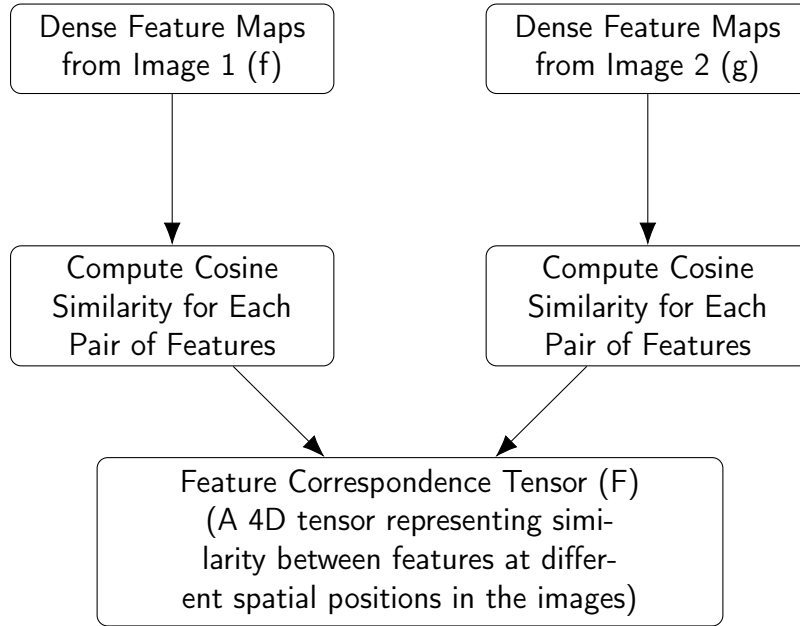 Dense Feature Maps
from Image 1 (f)
Dense Feature Maps
from Image 2 (g)
Compute Cosine
Similarity for Each
Pair of Features
Compute Cosine
Similarity for Each
Pair of Features
Feature Correspondence Tensor (F)
(A 4D tensor representing simi-
larity between features at differ-
ent spatial positions in the images)